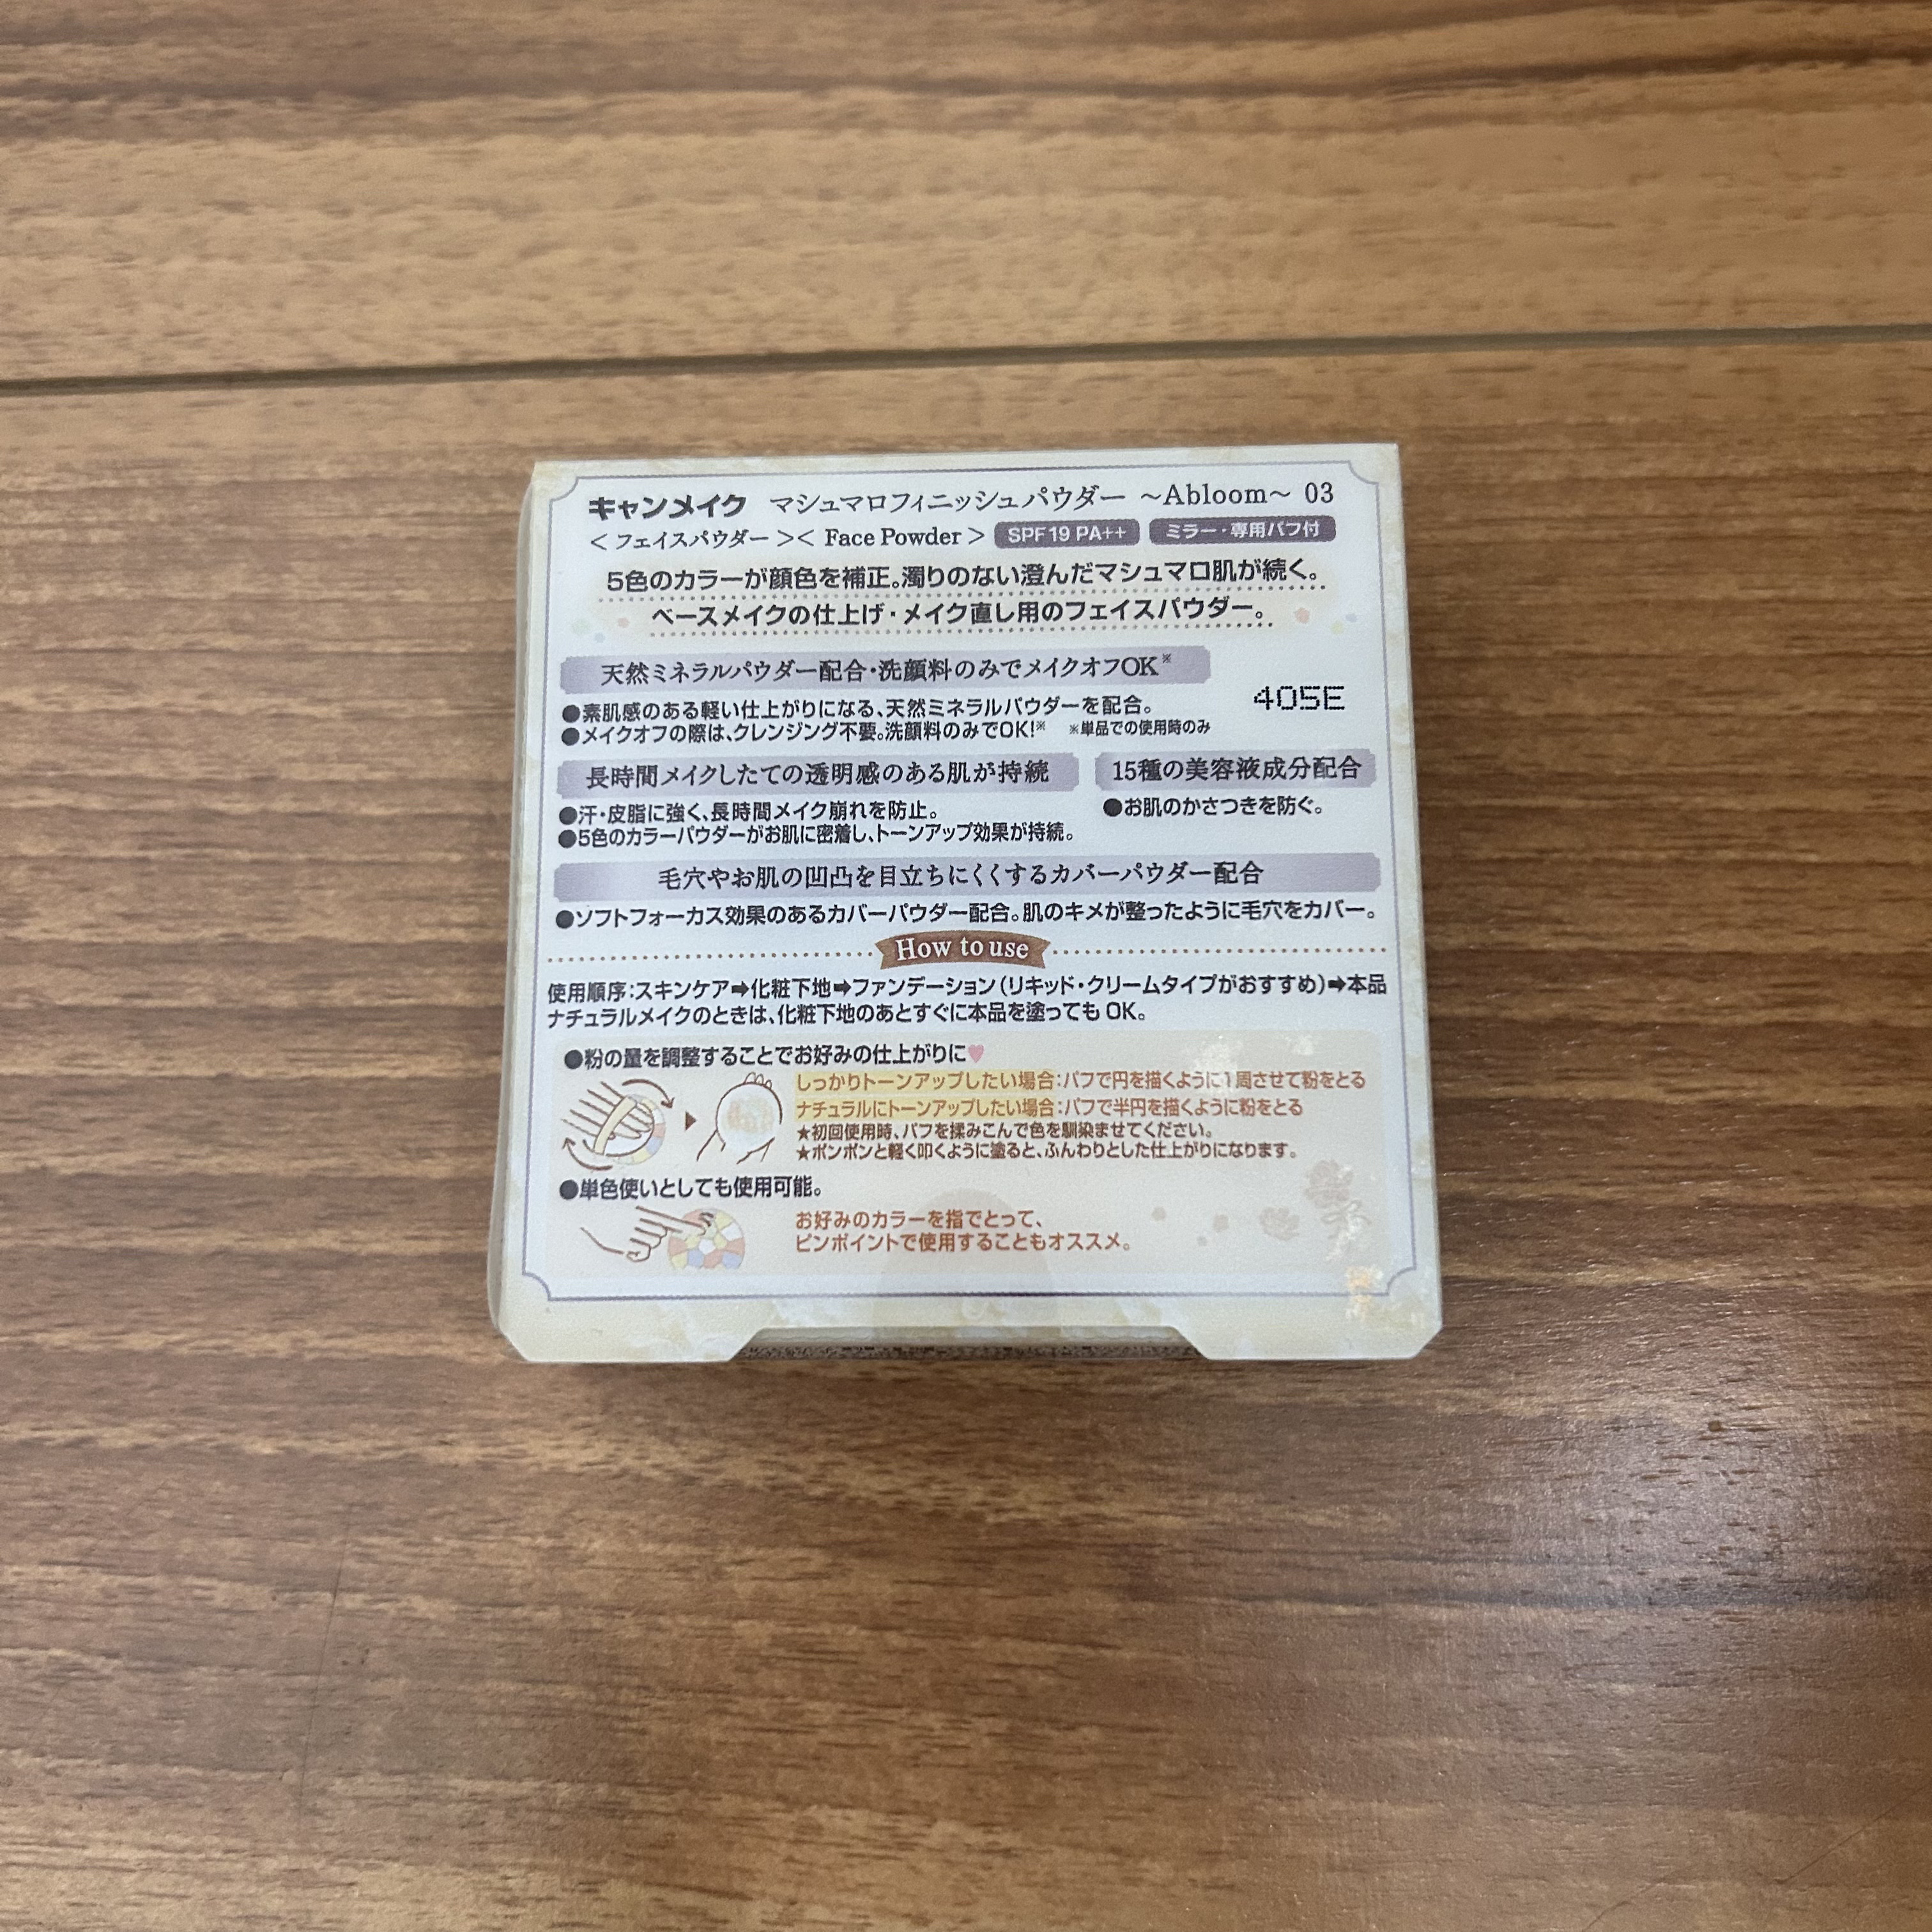 キャンメイク マシュマロフィニッシュパウダー ～Abloom～ 03
＜フェイスパウダー＞＜Face Powder＞ SPF19 PA++ ミラー・専用パフ付
5色のカラーが顔色を補正。濁りのない澄んだマシュマロ肌が続く。
ベースメイクの仕上げ・メイク直し用のフェイスパウダー。
天然ミネラルパウダー配合・洗顔料のみでメイクオフOK※
405E
●素肌感のある軽い仕上がりになる、天然ミネラルパウダーを配合。
●メイクオフの際は、クレンジング不要。洗顔料のみでOK!※ ※単品での使用時のみ
長時間メイクしたての透明感のある肌が持続
●汗・皮脂に強く、長時間メイク崩れを防止。
●5色のカラーパウダーがお肌に密着し、トーンアップ効果が持続。
15種の美容液成分配合
●お肌のかさつきを防ぐ。
毛穴やお肌の凹凸を目立ちにくくするカバーパウダー配合
●ソフトフォーカス効果のあるカバーパウダー配合。肌のキメが整ったように毛穴をカバー。
How to use
使用順序:スキンケア➡化粧下地➡ファンデーション(リキッド・クリームタイプがおすすめ)➡本品
ナチュラルメイクのときは、化粧下地のあとすぐに本品を塗ってもOK。
●粉の量を調整することでお好みの仕上がりに♥
しっかりトーンアップしたい場合:パフで円を描くように1周させて粉をとる
ナチュラルにトーンアップしたい場合:パフで半円を描くように粉をとる
★初回使用時、パフを揉みこんで色を馴染ませてください。
★ポンポンと軽く叩くように塗ると、ふんわりとした仕上がりになります。
●単色使いとしても使用可能。
お好みのカラーを指でとって、
ピンポイントで使用することもオススメ。